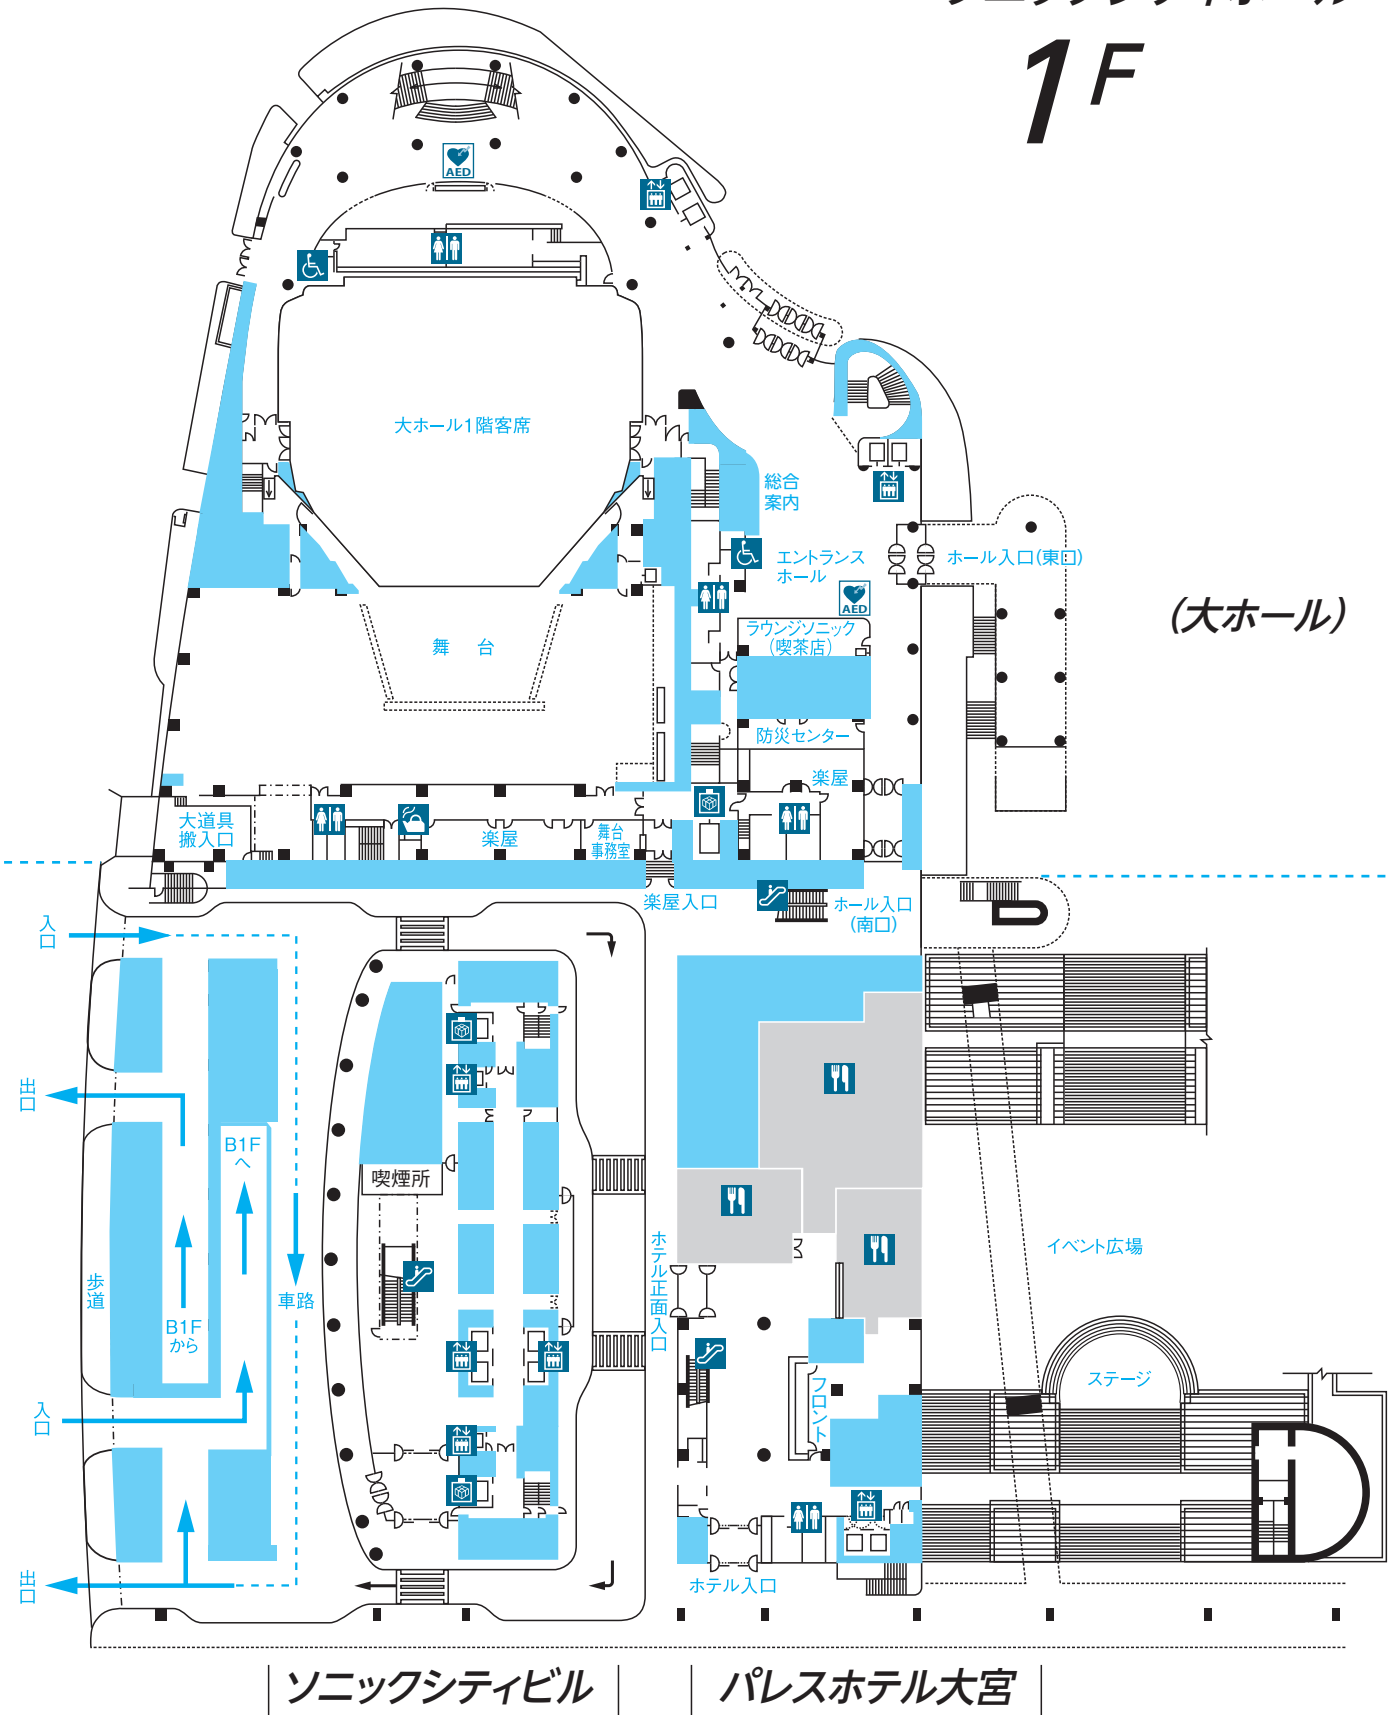 1F
AED
大ホール1階客席
総合
案内
エントランス
ホール
ホール入口(東口)
AED
(大ホール)
ラウンジソニック
(喫茶店)
舞 台
防災センター
楽屋
大道具
搬入口
楽屋
舞台
事務室
楽屋入口
ホール入口
(南口)
入口
出口
B1F
へ
喫煙所
歩道
車路
B1F
から
ホテル正面入口
イベント広場
ステージ
フロント
入口
出口
ホテル入口
ソニックシティビル
パレスホテル大宮